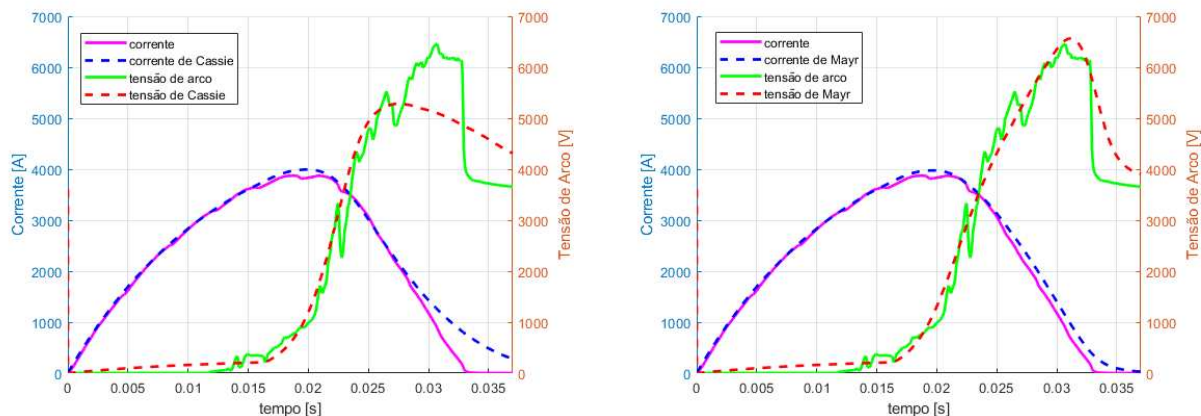 7000
6000
5000
4000
3000
2000
1000
0
Corrente [A]
corrente
corrente de Cassie
tensão de arco
tensão de Cassie
7000
6000
5000
4000
3000
2000
1000
0
Tensão de Arco [V]
0 0.005 0.01 0.015 0.02 0.025 0.03 0.035
tempo [s]
7000
6000
5000
4000
3000
2000
1000
0
Corrente [A]
corrente
corrente de Mayr
tensão de arco
tensão de Mayr
7000
6000
5000
4000
3000
2000
1000
0
Tensão de Arco [V]
0 0.005 0.01 0.015 0.02 0.025 0.03 0.035
tempo [s]